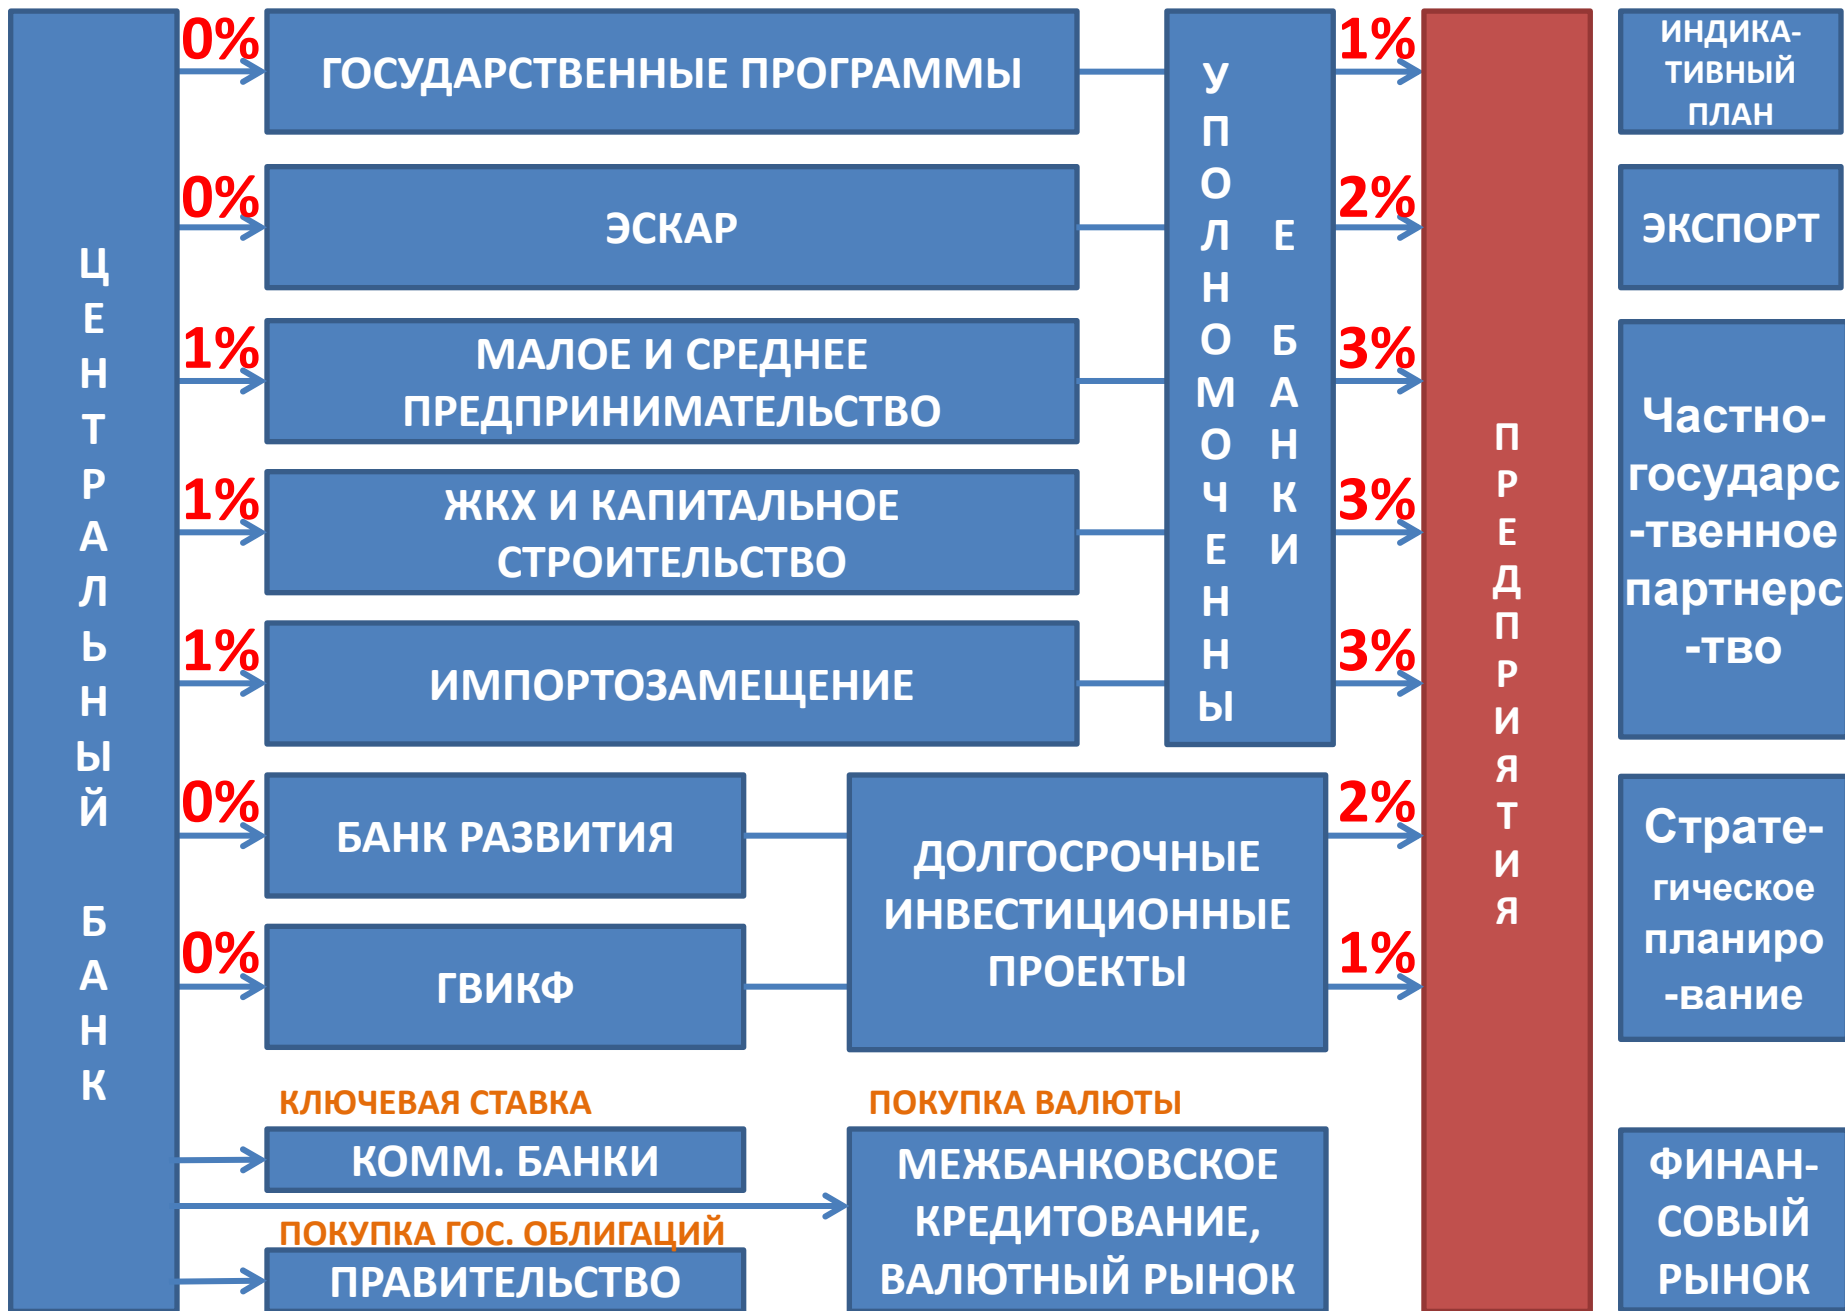 ЦЕНТРАЛЬНЫЙ БАНК
0%
ГОСУДАРСТВЕННЫЕ ПРОГРАММЫ
0%
ЭСКАР
1%
МАЛОЕ И СРЕДНЕЕ
ПРЕДПРИНИМАТЕЛЬСТВО
1%
ЖКХ И КАПИТАЛЬНОЕ
СТРОИТЕЛЬСТВО
1%
ИМПОРТОЗАМЕЩЕНИЕ
0%
БАНК РАЗВИТИЯ
0%
ГВИКФ
УПОЛНОМОЧЕННЫ
Е БАНКИ
ДОЛГОСРОЧНЫЕ
ИНВЕСТИЦИОННЫЕ
ПРОЕКТЫ
1%
2%
3%
3%
3%
2%
1%
ПРЕДПРИЯТИЯ
ИНДИКА-
ТИВНЫЙ
ПЛАН
ЭКСПОРТ
Частно-
государс
-твенное
партнерс
-тво
Страте-
гическое
планиро
-вание
КЛЮЧЕВАЯ СТАВКА
КОММ. БАНКИ
ПОКУПКА ГОС. ОБЛИГАЦИЙ
ПРАВИТЕЛЬСТВО
ПОКУПКА ВАЛЮТЫ
МЕЖБАНКОВСКОЕ
КРЕДИТОВАНИЕ,
ВАЛЮТНЫЙ РЫНОК
ФИНАН-
СОВЫЙ
РЫНОК